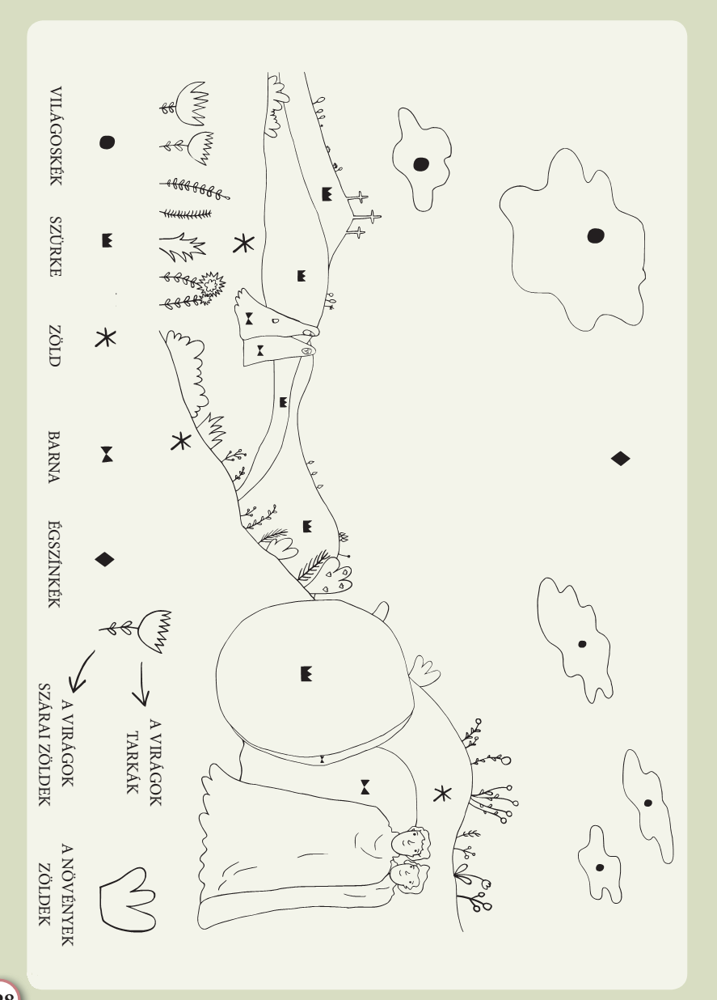 VILÁGOSKÉK
SZÜRKE
ZÖLD
BARNA
ÉGSZÍNKÉK
A VIRÁGOK
TARKÁK
A VIRÁGOK
SZÁRAI ZÖLDEK
A NÖVÉNYEK
ZÖLDEK